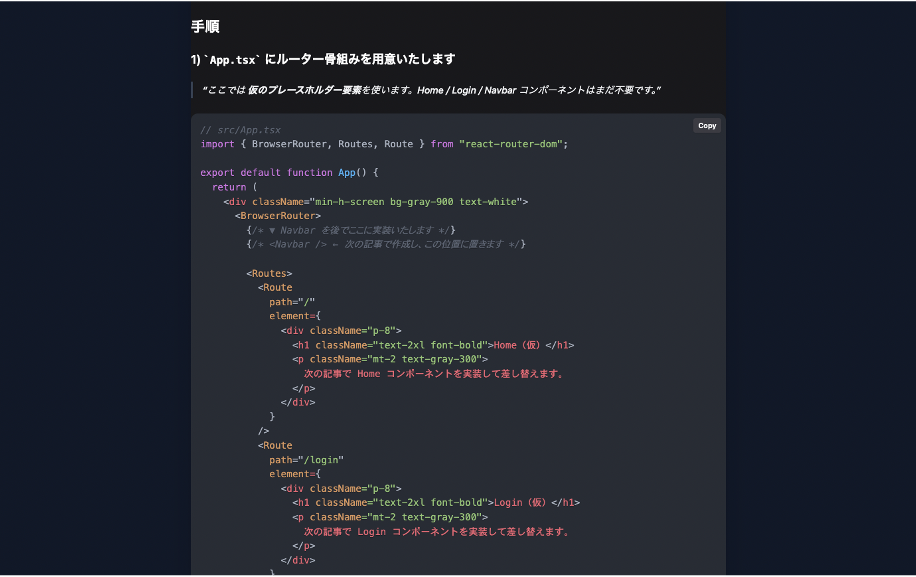 手順
1) `App.tsx` にルーター骨組みを用意いたします
“ここでは 仮のプレースホルダー要素を使います。Home / Login / Navbar コンポーネントはまだ不要です。”
Copy
// src/App.tsx
import { BrowserRouter, Routes, Route } from "react-router-dom";
export default function App() {
return (
<div className="min-h-screen bg-gray-900 text-white">
<BrowserRouter>
{/* ▼ Navbar を後でここに実装いたします */}
{/* <Navbar /> ← 次の記事で作成し、この位置に置きます */}
<Routes>
<Route
path="/"
element={
<div className="p-8">
<h1 className="text-2xl font-bold">Home（仮）</h1>
<p className="mt-2 text-gray-300">
次の記事で Home コンポーネントを実装して差し替えます。
</p>
</div>
}
/>
<Route
path="/login"
element={
<div className="p-8">
<h1 className="text-2xl font-bold">Login（仮）</h1>
<p className="mt-2 text-gray-300">
次の記事で Login コンポーネントを実装して差し替えます。
</p>
</div>
}